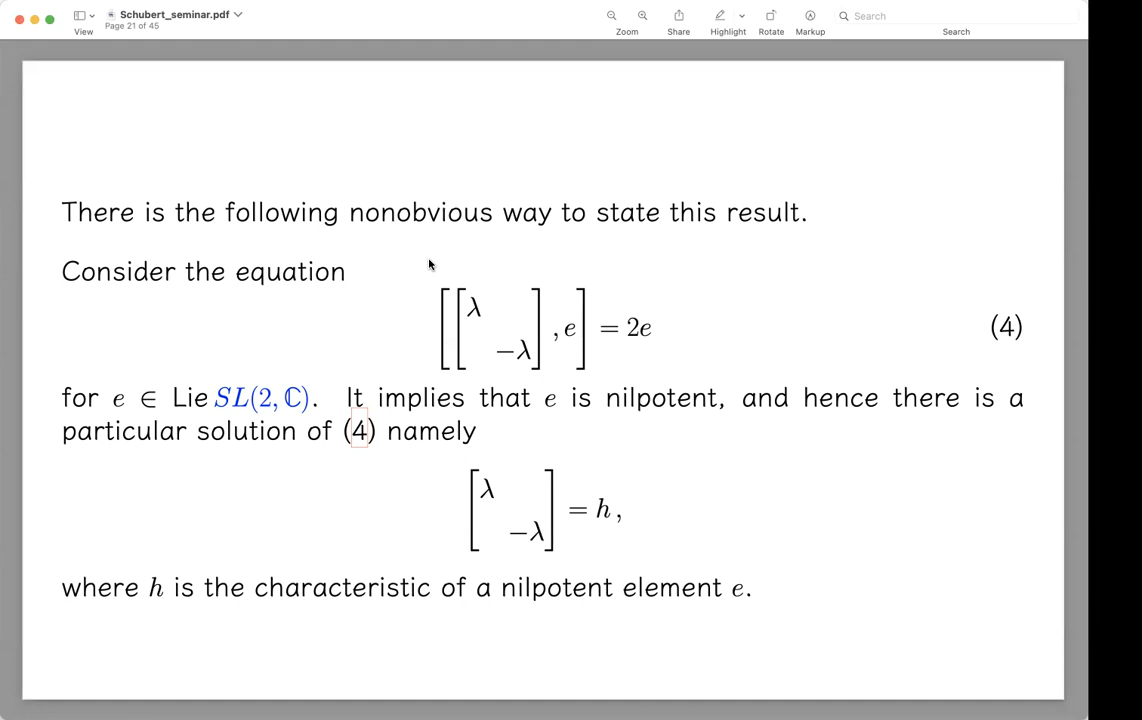 Schubert_seminar.pdf
Page 21 of 45
View
Zoom
Share
Highlight
Rotate
Markup
Search
Search
There is the following nonobvious way to state this result.
Consider the equation
[[λ −λ], e] = 2e (4)
for e ∈ Lie SL(2, ℂ). It implies that e is nilpotent, and hence there is a
particular solution of (4) namely
[λ −λ] = h,
where h is the characteristic of a nilpotent element e.